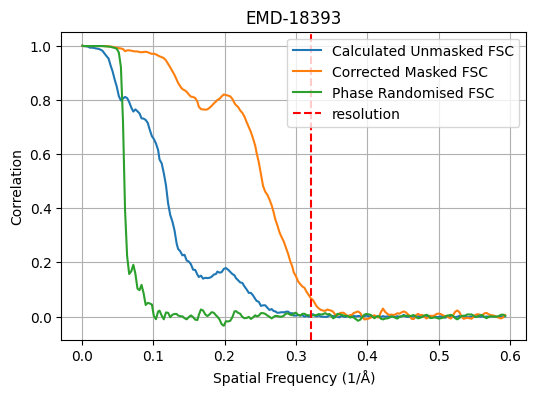 EMD-18393
Calculated Unmasked FSC
Corrected Masked FSC
Phase Randomised FSC
resolution
Correlation
1.0
0.8
0.6
0.4
0.2
0.0
0.0 0.1 0.2 0.3 0.4 0.5 0.6
Spatial Frequency (1/Å)